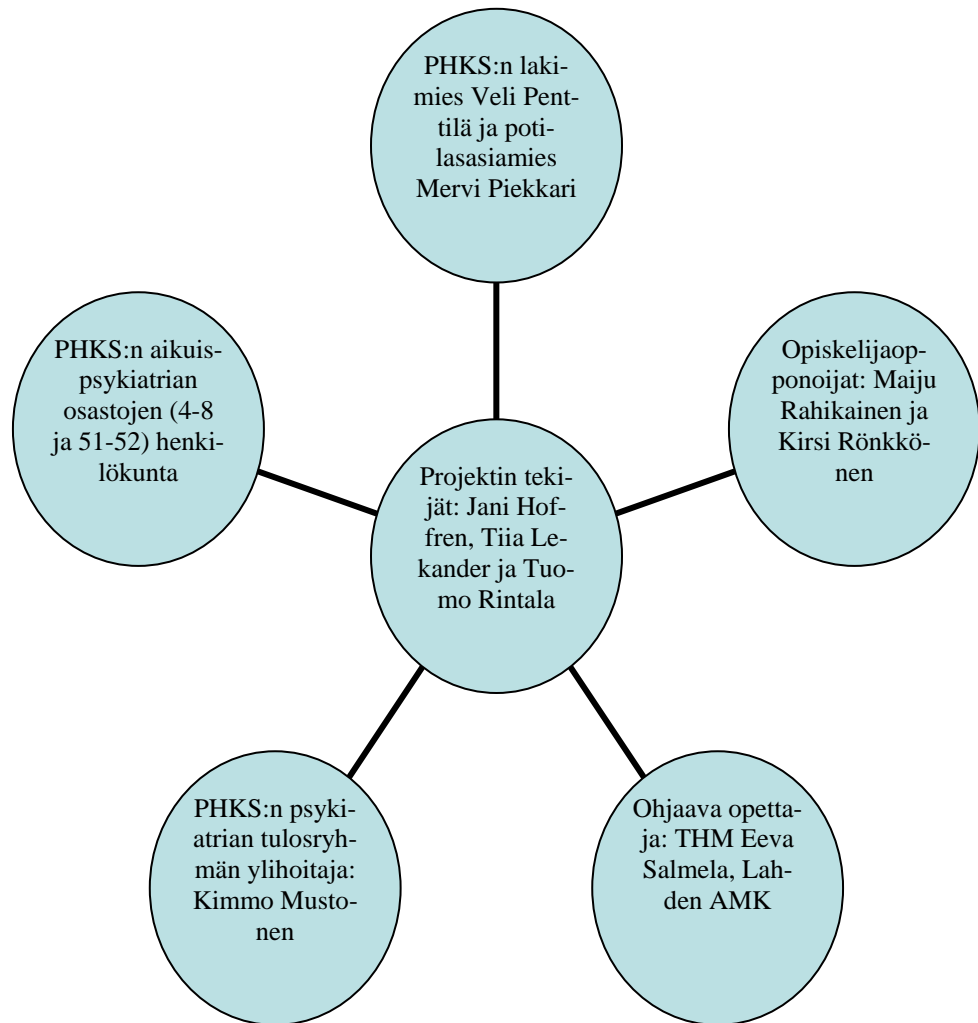 PHKS:n laki-
mies Veli Pent-
tilä ja poti-
lasasiamies
Mervi Piekkari
PHKS:n aikuis-
psykiatrian
osastojen (4-8
ja 51-52) henki-
lökunta
Opiskelijaop-
ponoijat: Maiju
Rahikainen ja
Kirsi Rönkkö-
nen
Projektin teki-
jät: Jani Hof-
fren, Tiia Le-
kander ja Tuo-
mo Rintala
PHKS:n psyki-
atrian tulosryh-
män ylihoitaja:
Kimmo Musto-
nen
Ohjaava opetta-
ja: THM Eeva
Salmela, Lah-
den AMK